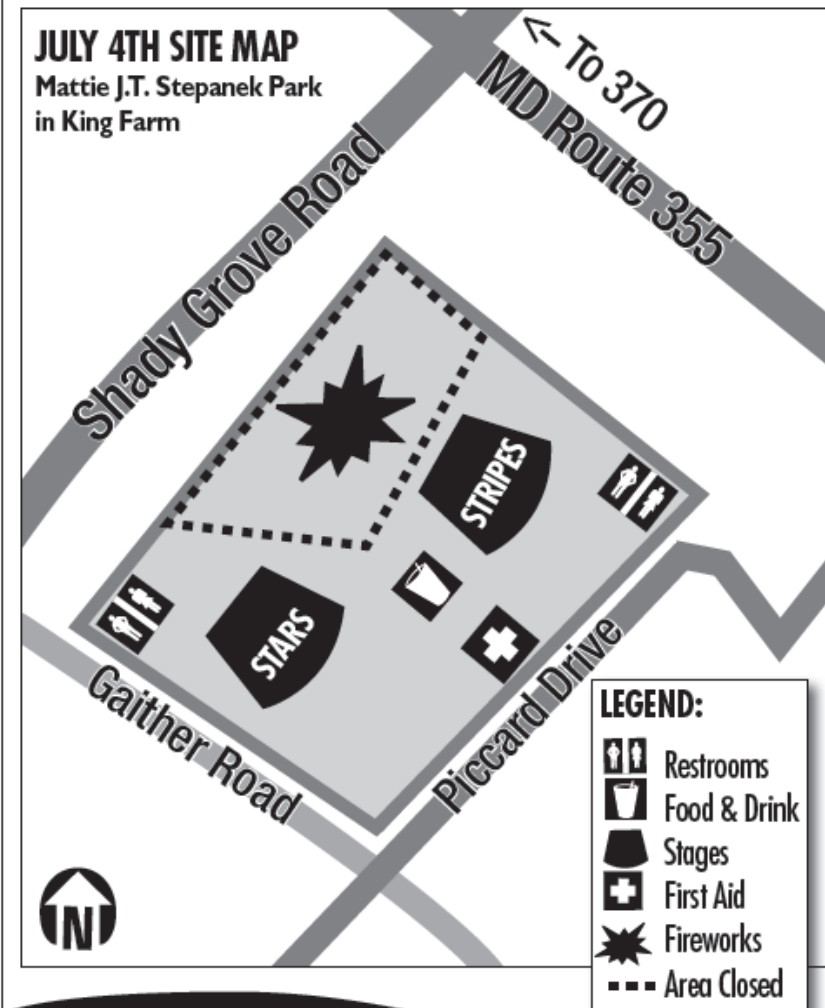 JULY 4TH SITE MAP
Mattie J.T. Stepanek Park
in King Farm
<- To 370
MD Route 355
Shady Grove Road
STRIPES
STARS
Gaither Road
Piccard Drive
N
LEGEND:
Restrooms
Food & Drink
Stages
First Aid
Fireworks
Area Closed